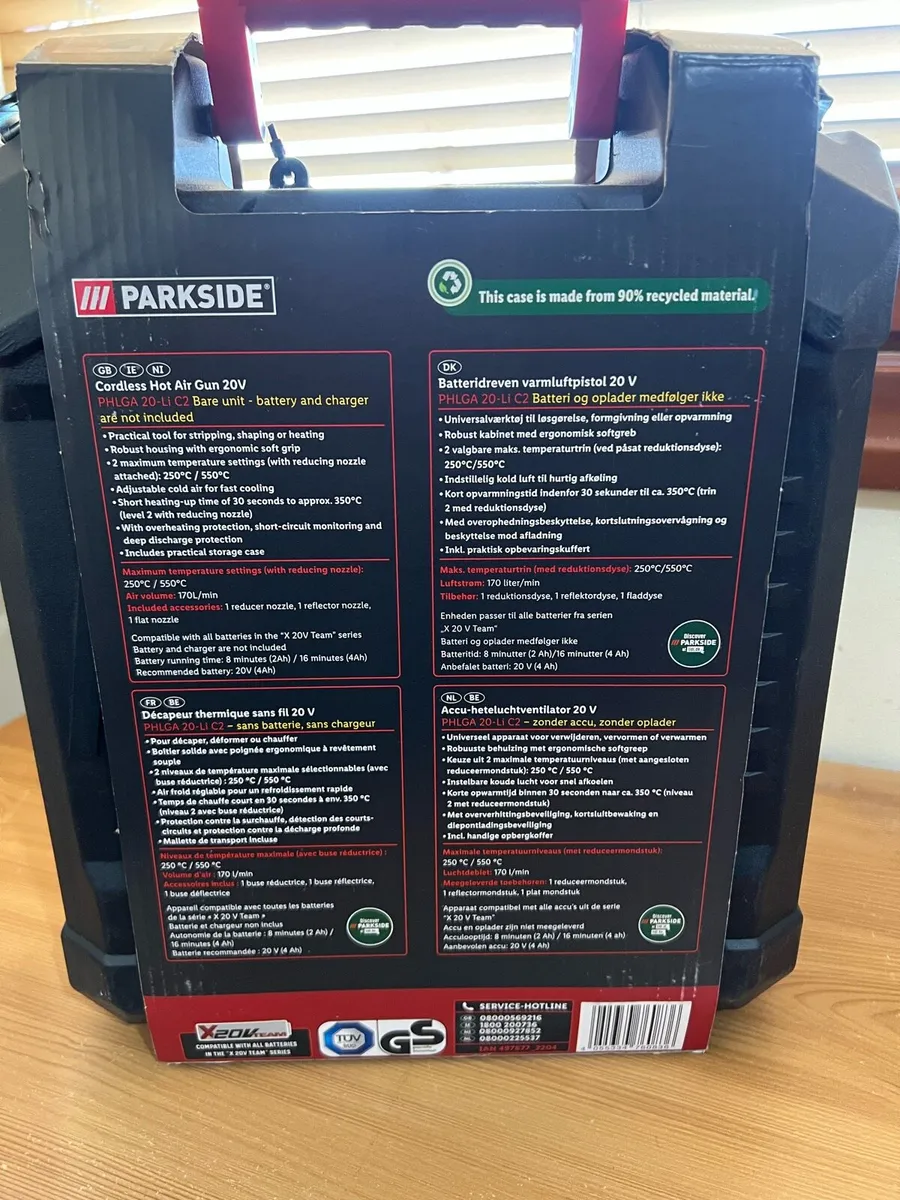 /// PARKSIDE®
This case is made from 90% recycled material.
GB IE NI
Cordless Hot Air Gun 20V
PHLGA 20-Li C2 Bare unit - battery and charger
are not included
• Practical tool for stripping, shaping or heating
• Robust housing with ergonomic soft grip
• 2 maximum temperature settings (with reducing nozzle
attached): 250°C / 550°C
• Adjustable cold air for fast cooling
• Short heating-up time of 30 seconds to approx. 350°C
(level 2 with reducing nozzle)
• With overheating protection, short-circuit monitoring and
deep discharge protection
• Includes practical storage case
Maximum temperature settings (with reducing nozzle):
250°C / 550°C
Air volume: 170L/min
Included accessories: 1 reducer nozzle, 1 reflector nozzle,
1 flat nozzle
Compatible with all batteries in the "X 20V Team" series
Battery and charger are not included
Battery running time: 8 minutes (2Ah) / 16 minutes (4Ah)
Recommended battery: 20V (4Ah)
DK
Batteridreven varmluftpistol 20 V
PHLGA 20-Li C2 Batteri og oplader medfølger ikke
• Universalværktøj til løsgørelse, formgivning eller opvarmning
• Robust kabinet med ergonomisk softgreb
• 2 valgbare maks. temperaturtrin (ved påsat reduktionsdyse):
250°C/550°C
• Indstillelig kold luft til hurtig afkøling
• Kort opvarmningstid indenfor 30 sekunder til ca. 350°C (trin
2 med reduktionsdyse)
• Med overophedningsbeskyttelse, kortslutningsovervågning og
beskyttelse mod afladning
• Inkl. praktisk opbevaringskuffert
Maks. temperaturtrin (med reduktionsdyse): 250°C/550°C
Luftstrøm: 170 liter/min
Tilbehør: 1 reduktionsdyse, 1 reflektordyse, 1 fladdyse
Enheden passer til alle batterier fra serien
„X 20 V Team"
Batteri og oplader medfølger ikke
Batteritid: 8 minutter (2 Ah)/16 minutter (4 Ah)
Anbefalet batteri: 20 V (4 Ah)
Discover
/// PARKSIDE
FR BE
Décapeur thermique sans fil 20 V
PHLGA 20-Li C2 – sans batterie, sans chargeur
• Pour décaper, déformer ou chauffer
• Boîtier solide avec poignée ergonomique à revêtement
souple
• 2 niveaux de température maximale sélectionnables (avec
buse réductrice) : 250 °C / 550 °C
• Air froid réglable pour un refroidissement rapide
• Temps de chauffe court en 30 secondes à env. 350 °C
(niveau 2 avec buse réductrice)
• Protection contre la surchauffe, détection des courts-
circuits et protection contre la décharge profonde
• Mallette de transport incluse
Niveaux de température maximale (avec buse réductrice) :
250 °C / 550 °C
Volume d'air : 170 l/min
Accessoires inclus : 1 buse réductrice, 1 buse réflectrice,
1 buse déflectrice
Appareil compatible avec toutes les batteries
de la série « X 20 V Team »
Batterie et chargeur non inclus
Autonomie de la batterie : 8 minutes (2 Ah) /
16 minutes (4 Ah)
Batterie recommandée : 20 V (4 Ah)
Discover
/// PARKSIDE
NL BE
Accu-heteluchtventilator 20 V
PHLGA 20-Li C2 – zonder accu, zonder oplader
• Universeel apparaat voor verwijderen, vervormen of verwarmen
• Robuuste behuizing met ergonomische softgreep
• Keuze uit 2 maximale temperatuurniveaus (met aangesloten
reduceermondstuk): 250 °C / 550 °C
• Instelbare koude lucht voor snel afkoelen
• Korte opwarmtijd binnen 30 seconden naar ca. 350 °C (niveau
2 met reduceermondstuk)
• Met oververhittingsbeveiliging, kortsluitbewaking en
diepontladingsbeveiliging
• Incl. handige opbergkoffer
Maximale temperatuurniveaus (met reduceermondstuk):
250 °C / 550 °C
Luchtdebiet: 170 l/min
Meegeleverde toebehoren: 1 reduceermondstuk,
1 reflectormondstuk, 1 plat mondstuk
Apparaat compatibel met alle accu's uit de serie
"X 20 V Team"
Accu en oplader zijn niet meegeleverd
Acculooptijd: 8 minuten (2 Ah) / 16 minuten (4 ah)
Aanbevolen accu: 20 V (4 Ah)
Discover
/// PARKSIDE
X20V TEAM
COMPATIBLE WITH ALL BATTERIES
IN THE "X 20V TEAM" SERIES
TÜV
SÜD
GS
SERVICE-HOTLINE
08000569216
1800 200736
08000927852
08000225537